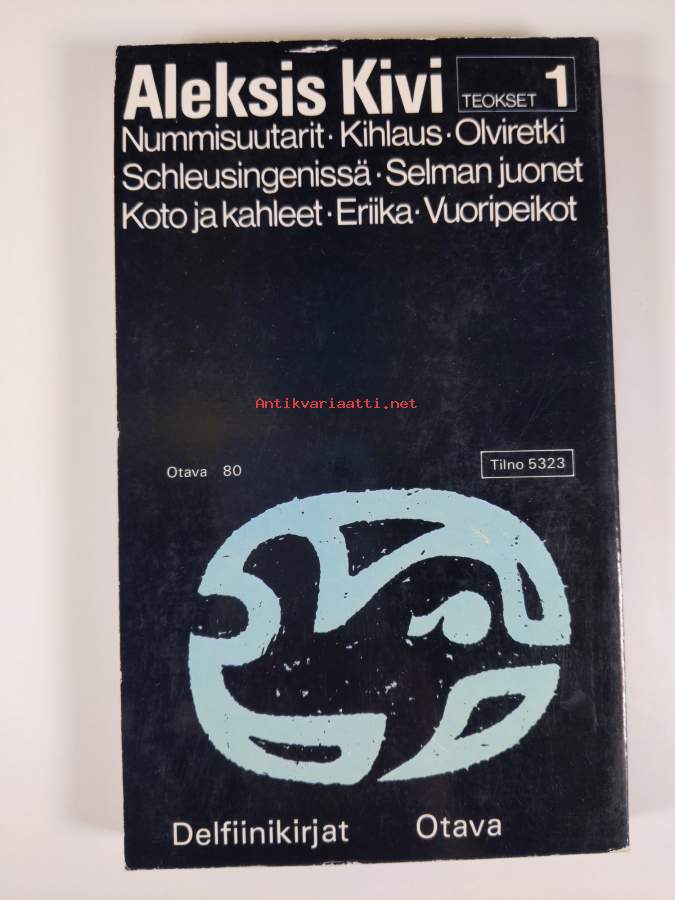 Aleksis Kivi TEOKSET 1
Nummisuutarit · Kihlaus · Olviretki
Schleusingenissä · Selman juonet
Koto ja kahleet · Eriika · Vuoripeikot
Antikvariaatti.net
Otava 80 Tilno 5323
Delfiinikirjat Otava